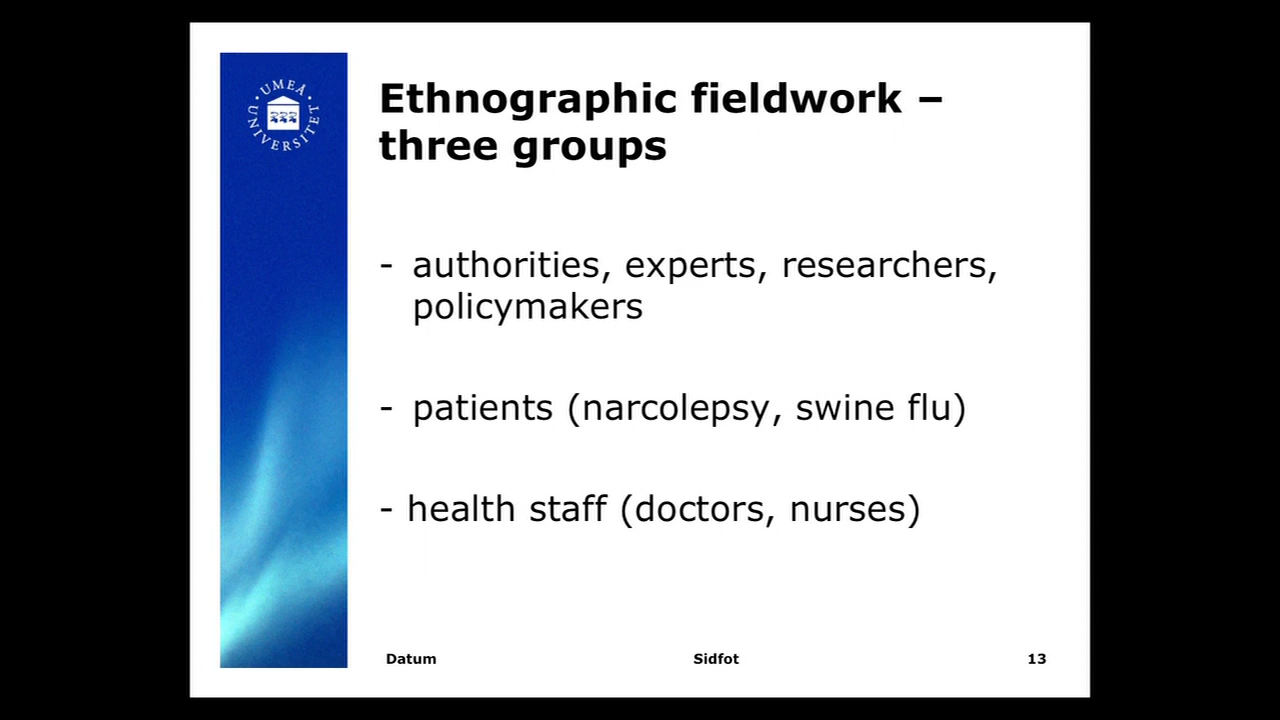 UMEÅ UNIVERSITET
Ethnographic fieldwork –
three groups
- authorities, experts, researchers,
policymakers
- patients (narcolepsy, swine flu)
- health staff (doctors, nurses)
Datum Sidfot 13